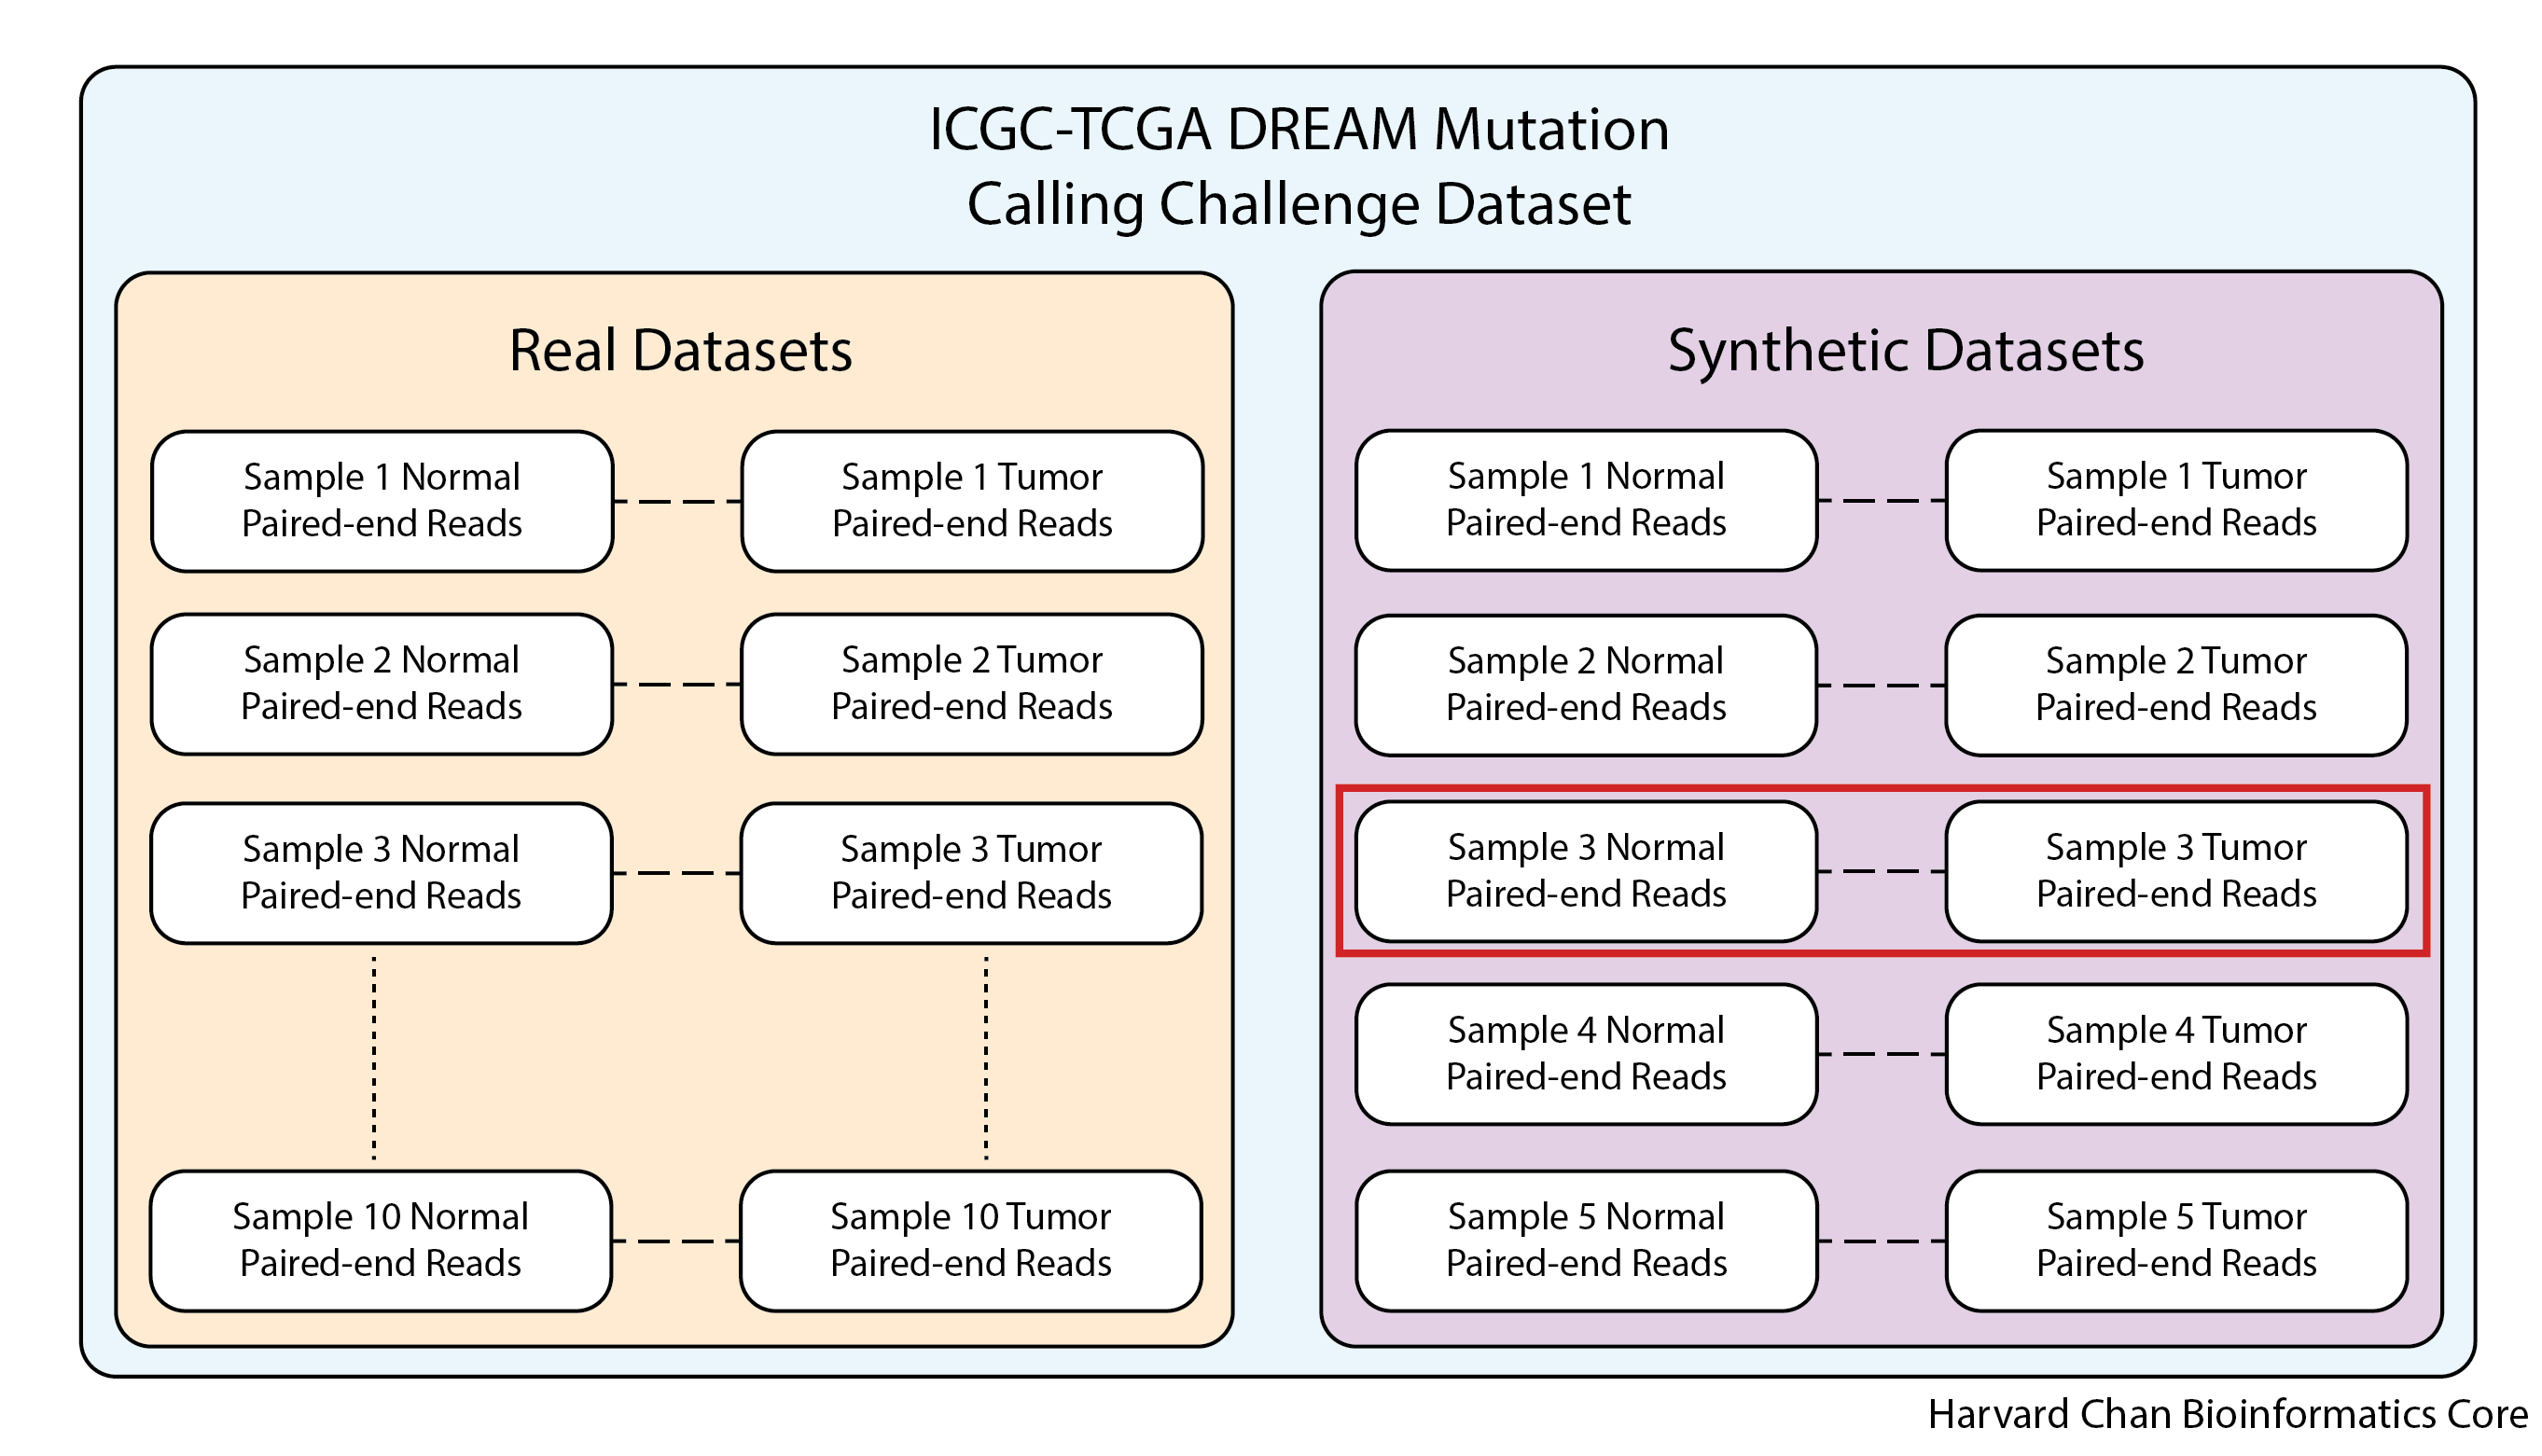 ICGC-TCGA DREAM Mutation
Calling Challenge Dataset
Real Datasets
Sample 1 Normal
Paired-end Reads
Sample 1 Tumor
Paired-end Reads
Sample 2 Normal
Paired-end Reads
Sample 2 Tumor
Paired-end Reads
Sample 3 Normal
Paired-end Reads
Sample 3 Tumor
Paired-end Reads
Sample 10 Normal
Paired-end Reads
Sample 10 Tumor
Paired-end Reads
Synthetic Datasets
Sample 1 Normal
Paired-end Reads
Sample 1 Tumor
Paired-end Reads
Sample 2 Normal
Paired-end Reads
Sample 2 Tumor
Paired-end Reads
Sample 3 Normal
Paired-end Reads
Sample 3 Tumor
Paired-end Reads
Sample 4 Normal
Paired-end Reads
Sample 4 Tumor
Paired-end Reads
Sample 5 Normal
Paired-end Reads
Sample 5 Tumor
Paired-end Reads
Harvard Chan Bioinformatics Core